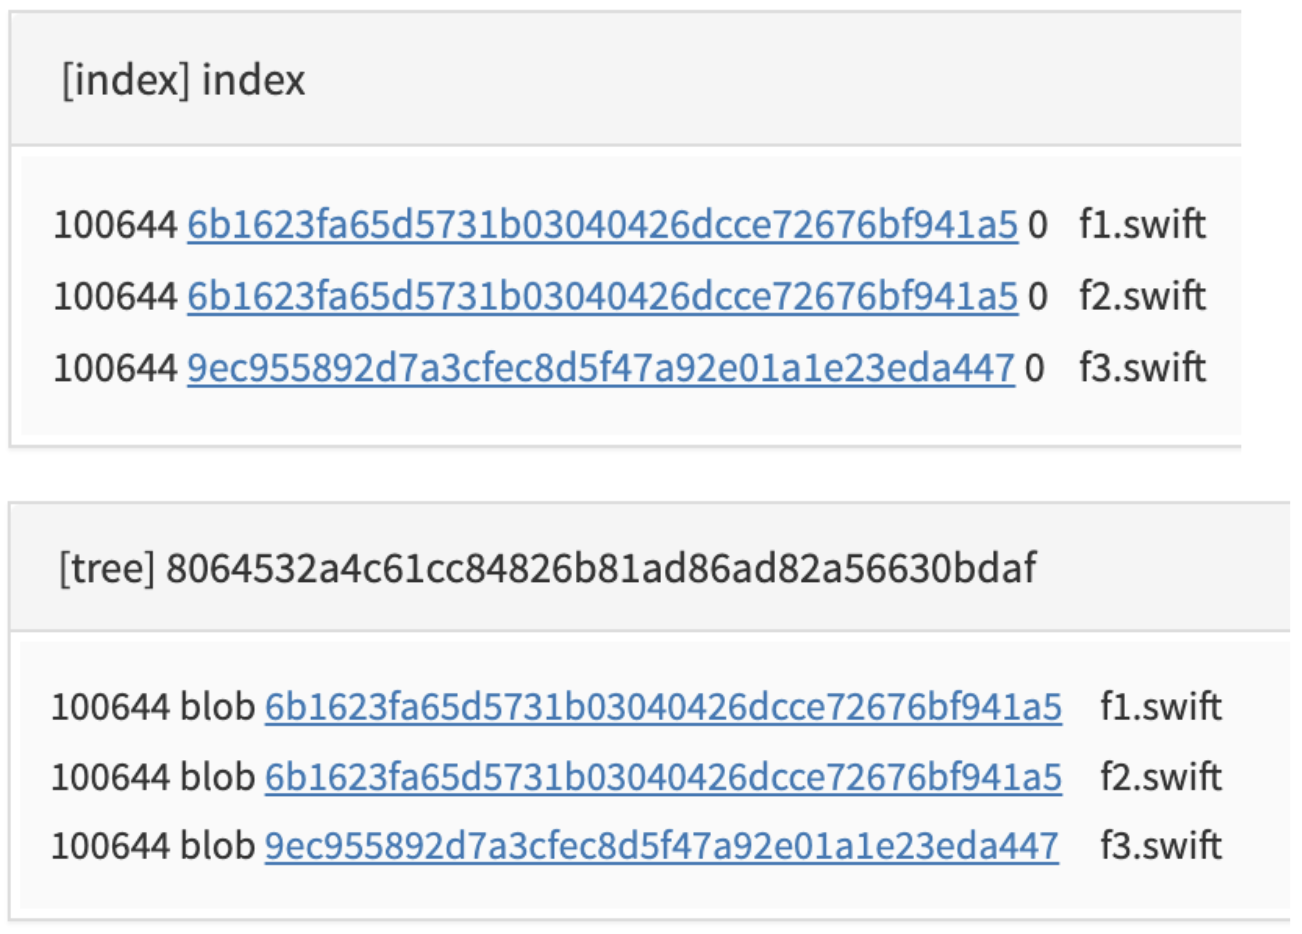 [index] index
100644 6b1623fa65d5731b03040426dcce72676bf941a5 0 f1.swift
100644 6b1623fa65d5731b03040426dcce72676bf941a5 0 f2.swift
100644 9ec955892d7a3cfec8d5f47a92e01a1e23eda447 0 f3.swift
[tree] 8064532a4c61cc84826b81ad86ad82a56630bdaf
100644 blob 6b1623fa65d5731b03040426dcce72676bf941a5 f1.swift
100644 blob 6b1623fa65d5731b03040426dcce72676bf941a5 f2.swift
100644 blob 9ec955892d7a3cfec8d5f47a92e01a1e23eda447 f3.swift